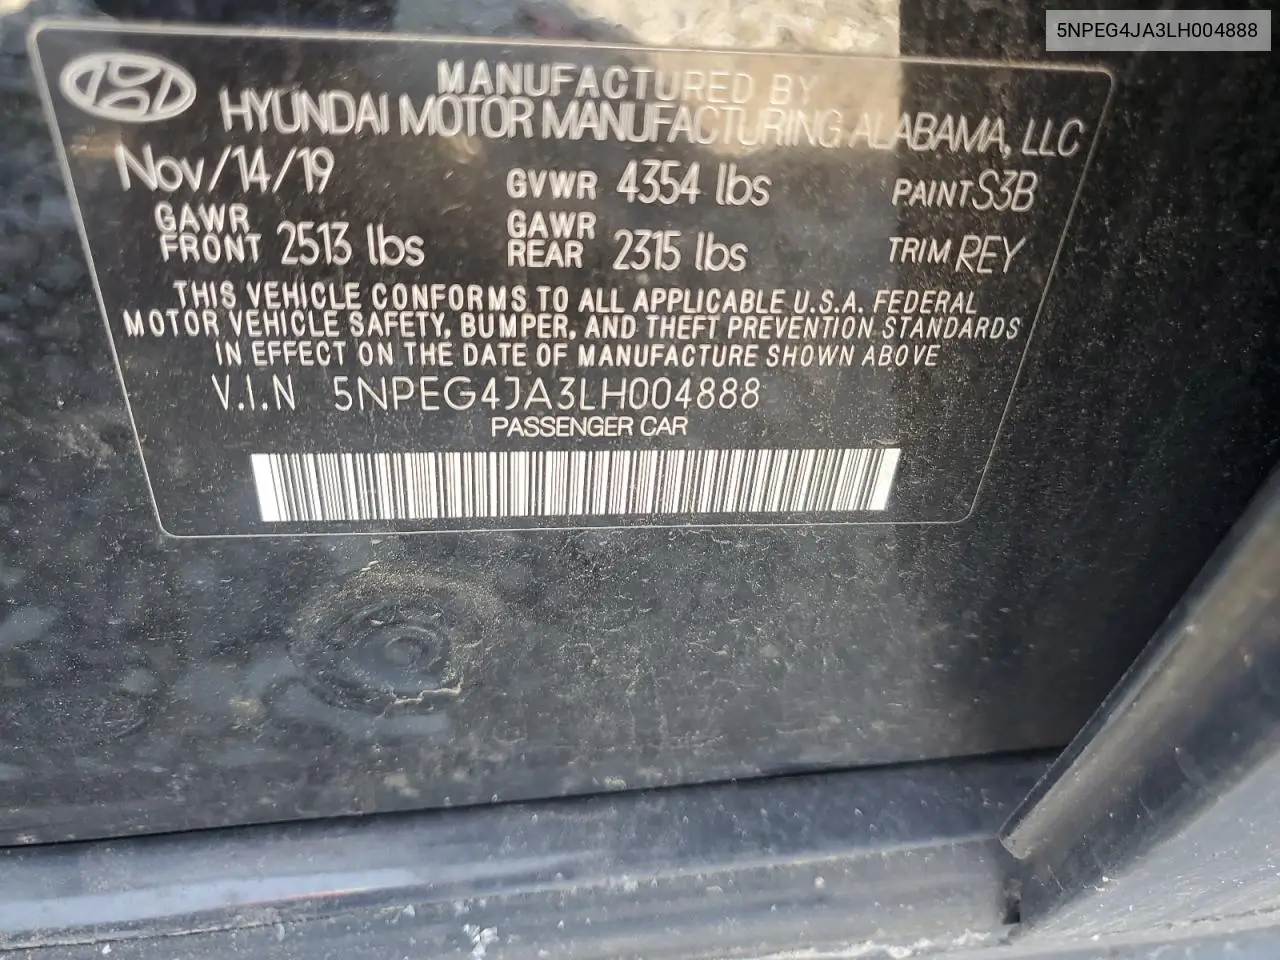 5NPEG4JA3LH004888
MANUFACTURED BY
HYUNDAI MOTOR MANUFACTURING ALABAMA, LLC
Nov/14/19 GVWR 4354 lbs PAINT S3B
GAWR FRONT 2513 lbs GAWR REAR 2315 lbs TRIM REY
THIS VEHICLE CONFORMS TO ALL APPLICABLE U.S.A. FEDERAL
MOTOR VEHICLE SAFETY, BUMPER, AND THEFT PREVENTION STANDARDS
IN EFFECT ON THE DATE OF MANUFACTURE SHOWN ABOVE
V.I.N 5NPEG4JA3LH004888
PASSENGER CAR